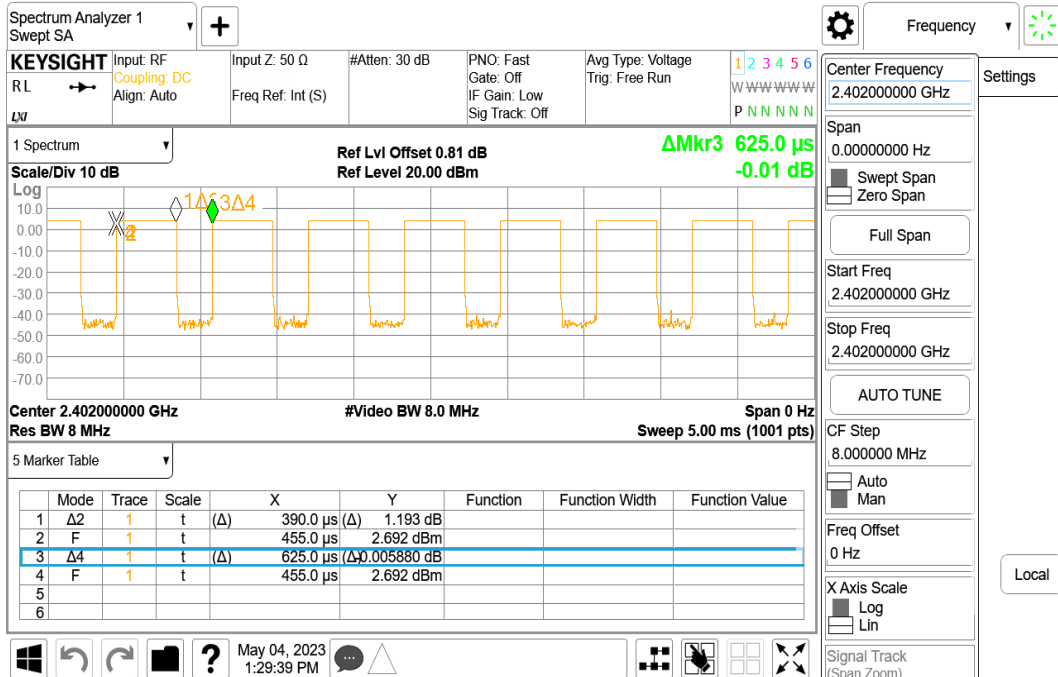 Spectrum Analyzer 1
Swept SA
Frequency
KEYSIGHT Input: RF Input Z: 50 Ω #Atten: 30 dB PNO: Fast Avg Type: Voltage 1 2 3 4 5 6
RL Coupling: DC Gate: Off Trig: Free Run W W W W W W
Align: Auto Freq Ref: Int (S) IF Gain: Low
LXI Sig Track: Off P N N N N N
Center Frequency
2.402000000 GHz
Settings
1 Spectrum
Ref Lvl Offset 0.81 dB
ΔMkr3 625.0 µs
Scale/Div 10 dB Ref Level 20.00 dBm -0.01 dB
Span
0.00000000 Hz
Swept Span
Zero Span
Log
10.0
0.00
-10.0
-20.0
-30.0
-40.0
-50.0
-60.0
-70.0
3Δ4
Full Span
Start Freq
2.402000000 GHz
Stop Freq
2.402000000 GHz
AUTO TUNE
Center 2.402000000 GHz #Video BW 8.0 MHz Span 0 Hz
Res BW 8 MHz Sweep 5.00 ms (1001 pts)
CF Step
8.000000 MHz
Auto
Man
5 Marker Table
Mode Trace Scale X Y Function Function Width Function Value
1 Δ2 1 t (Δ) 390.0 µs (Δ) 1.193 dB
2 F 1 t 455.0 µs 2.692 dBm
3 Δ4 1 t (Δ) 625.0 µs (Δ) -0.005880 dB
4 F 1 t 455.0 µs 2.692 dBm
5
6
Freq Offset
0 Hz
X Axis Scale
Log
Lin
Local
Signal Track
(Span Zoom)
?
May 04, 2023
1:29:39 PM